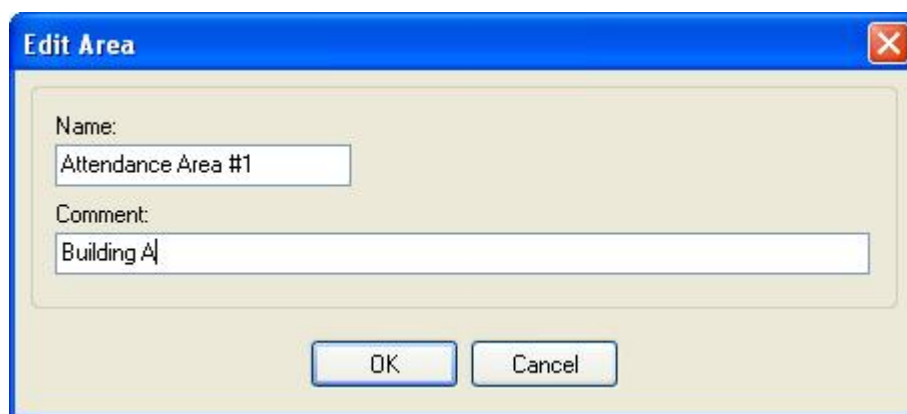 Edit Area
Name:
Attendance Area #1
Comment:
Building A
OK Cancel